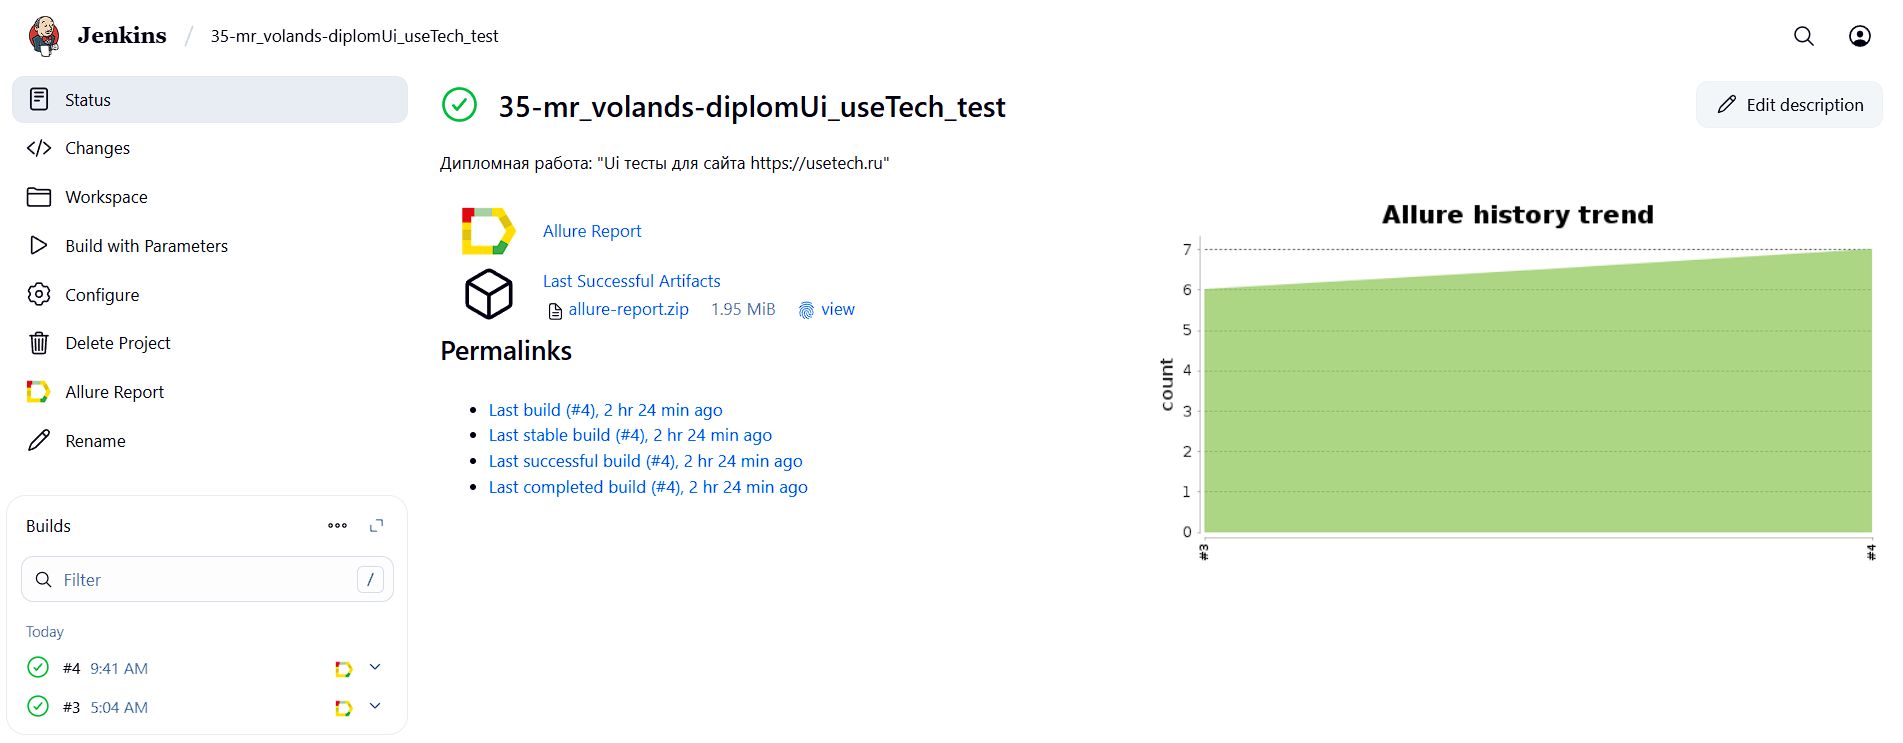 Jenkins / 35-mr_volands-diplomUi_useTech_test
Status
Changes
Workspace
Build with Parameters
Configure
Delete Project
Allure Report
Rename
Builds
Filter /
Today
#4 9:41 AM
#3 5:04 AM
35-mr_volands-diplomUi_useTech_test
Edit description
Дипломная работа: "Ui тесты для сайта https://usetech.ru"
Allure Report
Last Successful Artifacts
allure-report.zip 1.95 MiB view
Permalinks
Last build (#4), 2 hr 24 min ago
Last stable build (#4), 2 hr 24 min ago
Last successful build (#4), 2 hr 24 min ago
Last completed build (#4), 2 hr 24 min ago
Allure history trend
count
7
6
5
4
3
2
1
0
#3
#4